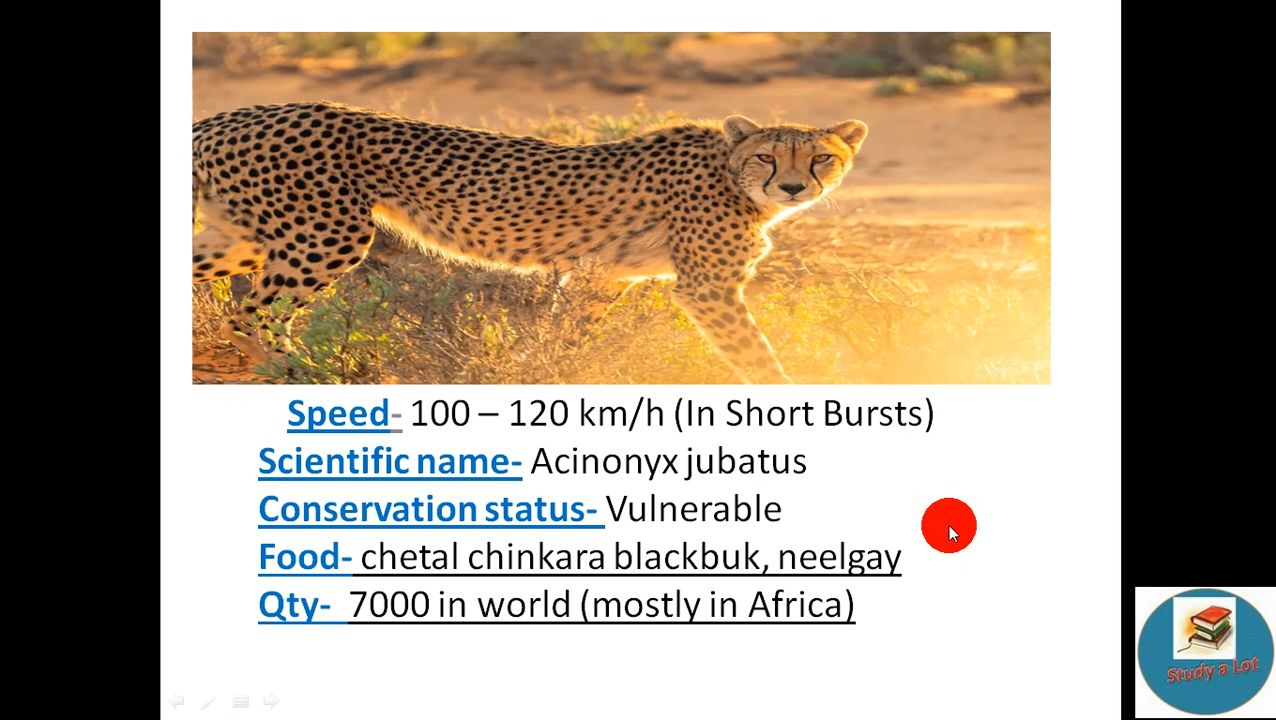 Speed- 100 – 120 km/h (In Short Bursts)
Scientific name- Acinonyx jubatus
Conservation status- Vulnerable
Food- chetal chinkara blackbuk, neelgay
Qty- 7000 in world (mostly in Africa)
Study a Lot